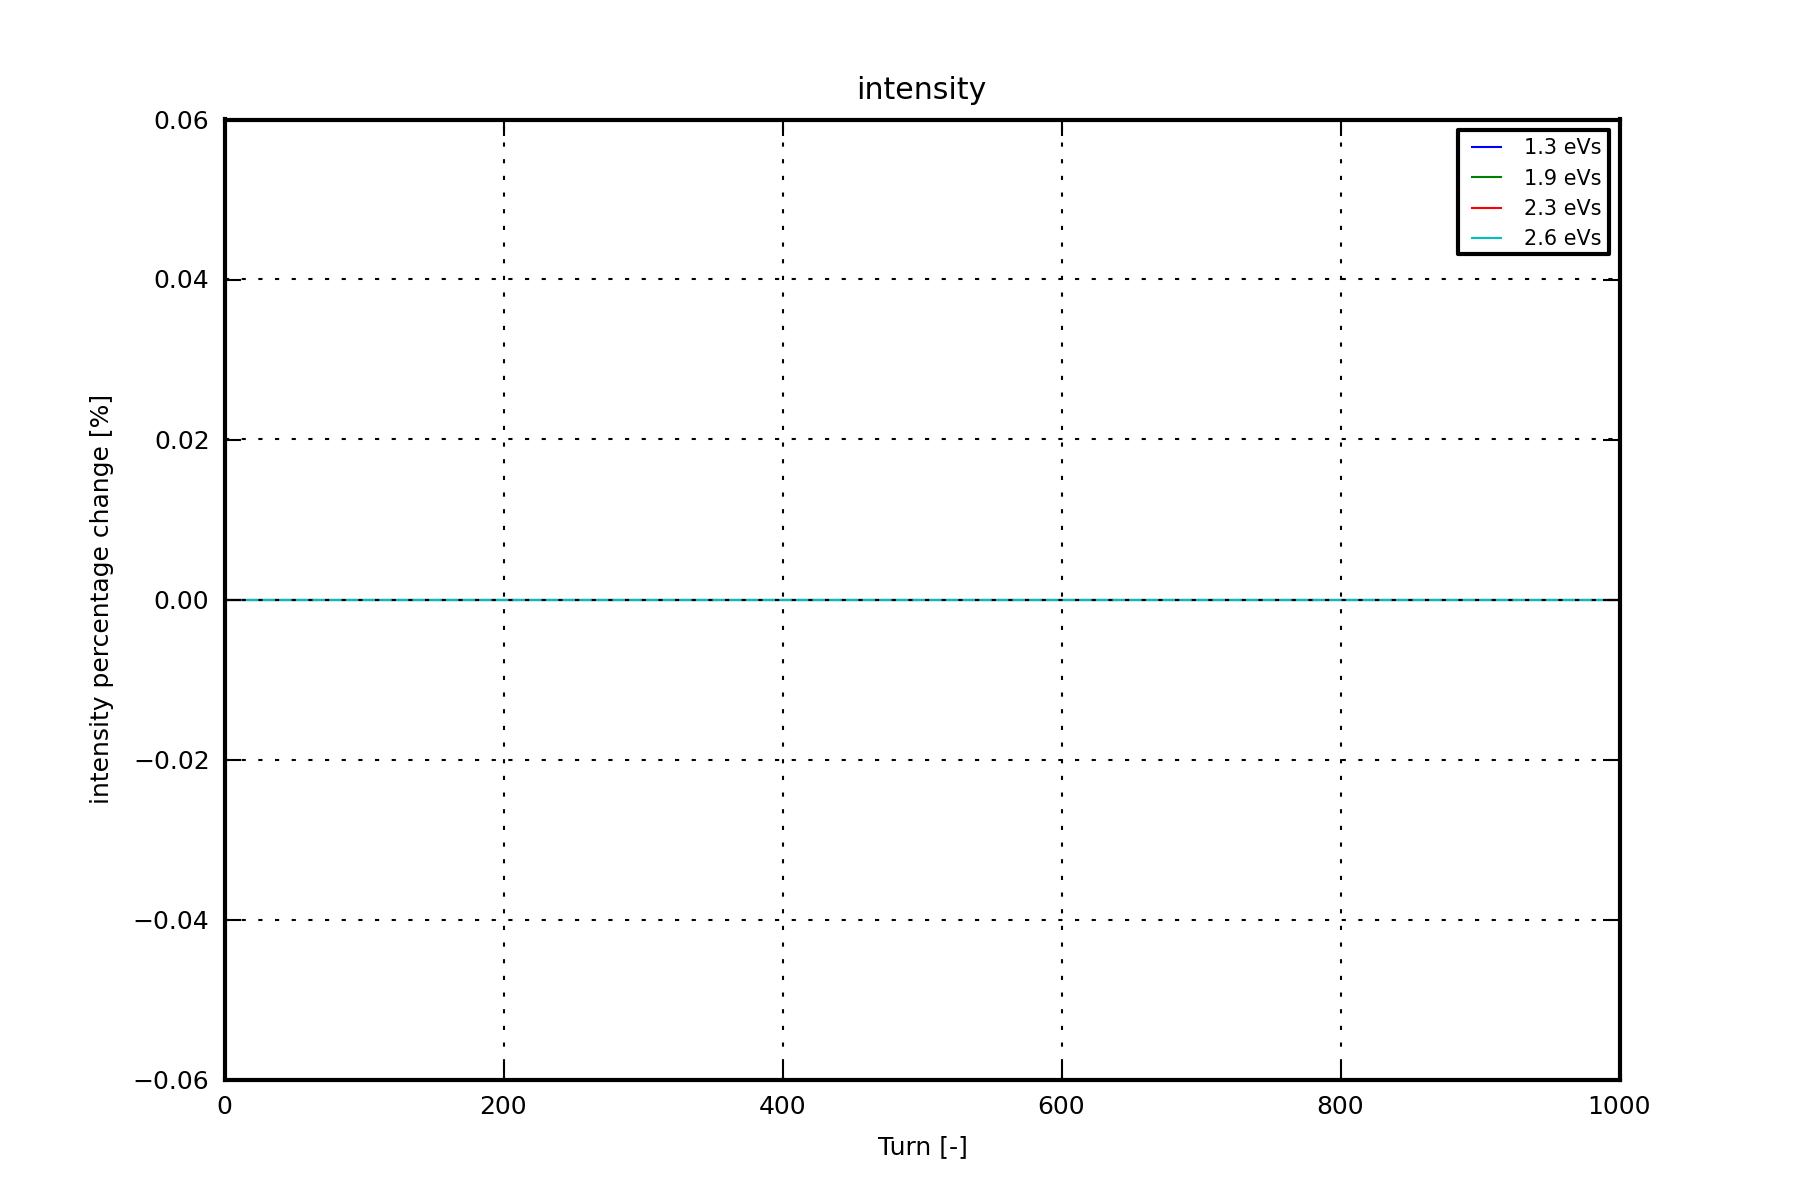 intensity
0.06
0.04
0.02
0.00
−0.02
−0.04
−0.06
intensity percentage change [%]
1.3 eVs
1.9 eVs
2.3 eVs
2.6 eVs
0 200 400 600 800 1000
Turn [-]